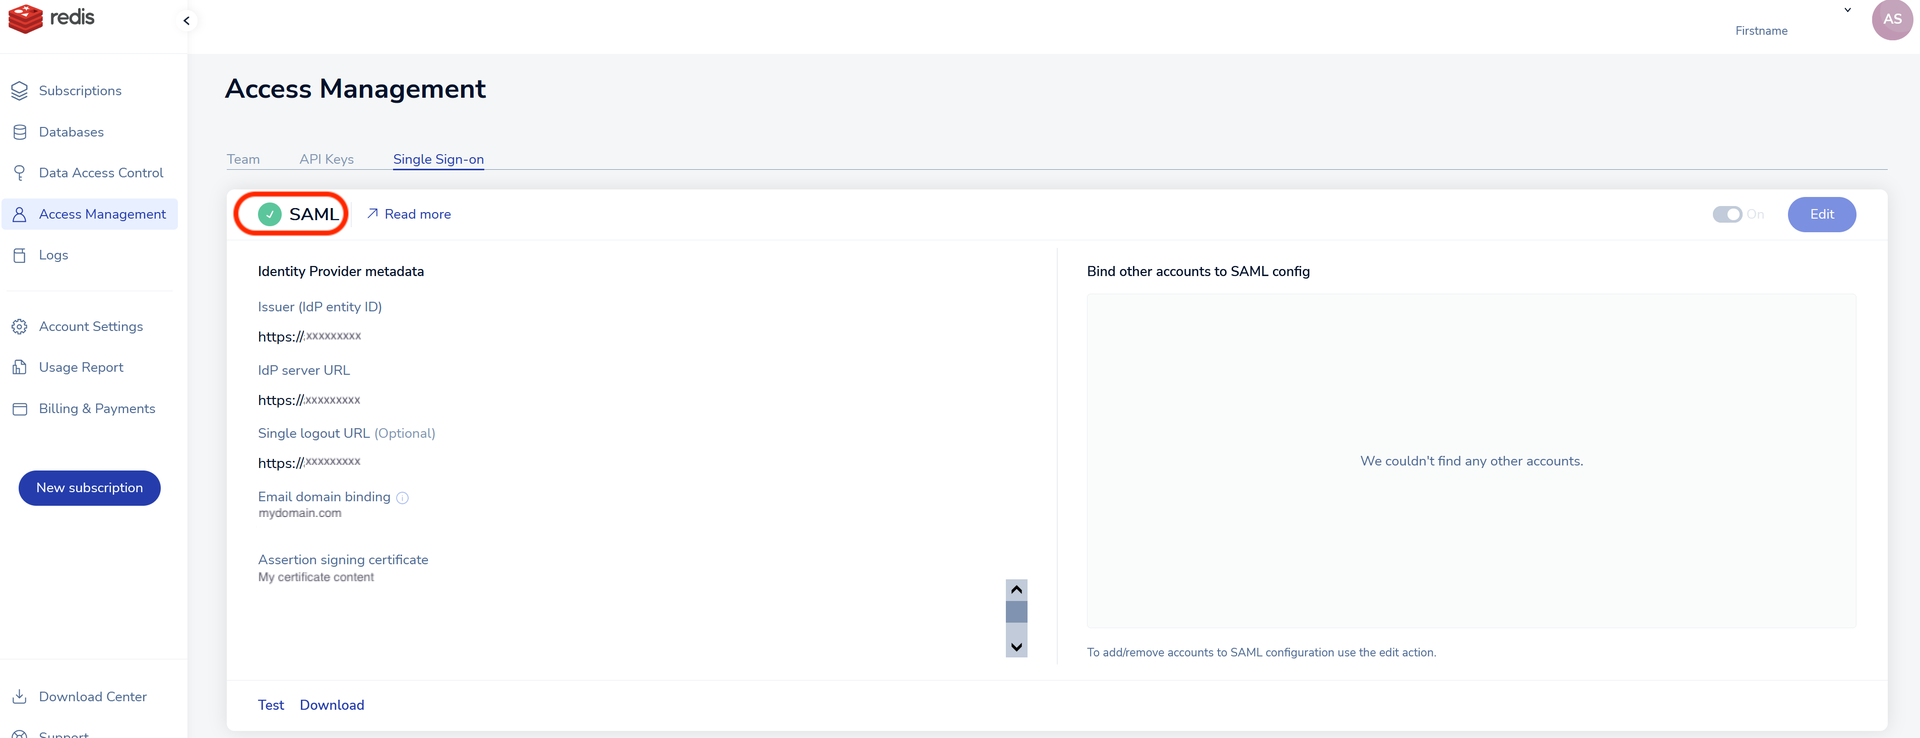 redis
Firstname
AS
Subscriptions
Databases
Data Access Control
Access Management
Logs
Account Settings
Usage Report
Billing & Payments
New subscription
Download Center
Support
Access Management
Team
API Keys
Single Sign-on
SAML
Read more
On
Edit
Identity Provider metadata
Issuer (IdP entity ID)
https://xxxxxxxxx
IdP server URL
https://xxxxxxxxx
Single logout URL (Optional)
https://xxxxxxxxx
Email domain binding
mydomain.com
Assertion signing certificate
My certificate content
Bind other accounts to SAML config
We couldn't find any other accounts.
To add/remove accounts to SAML configuration use the edit action.
Test
Download